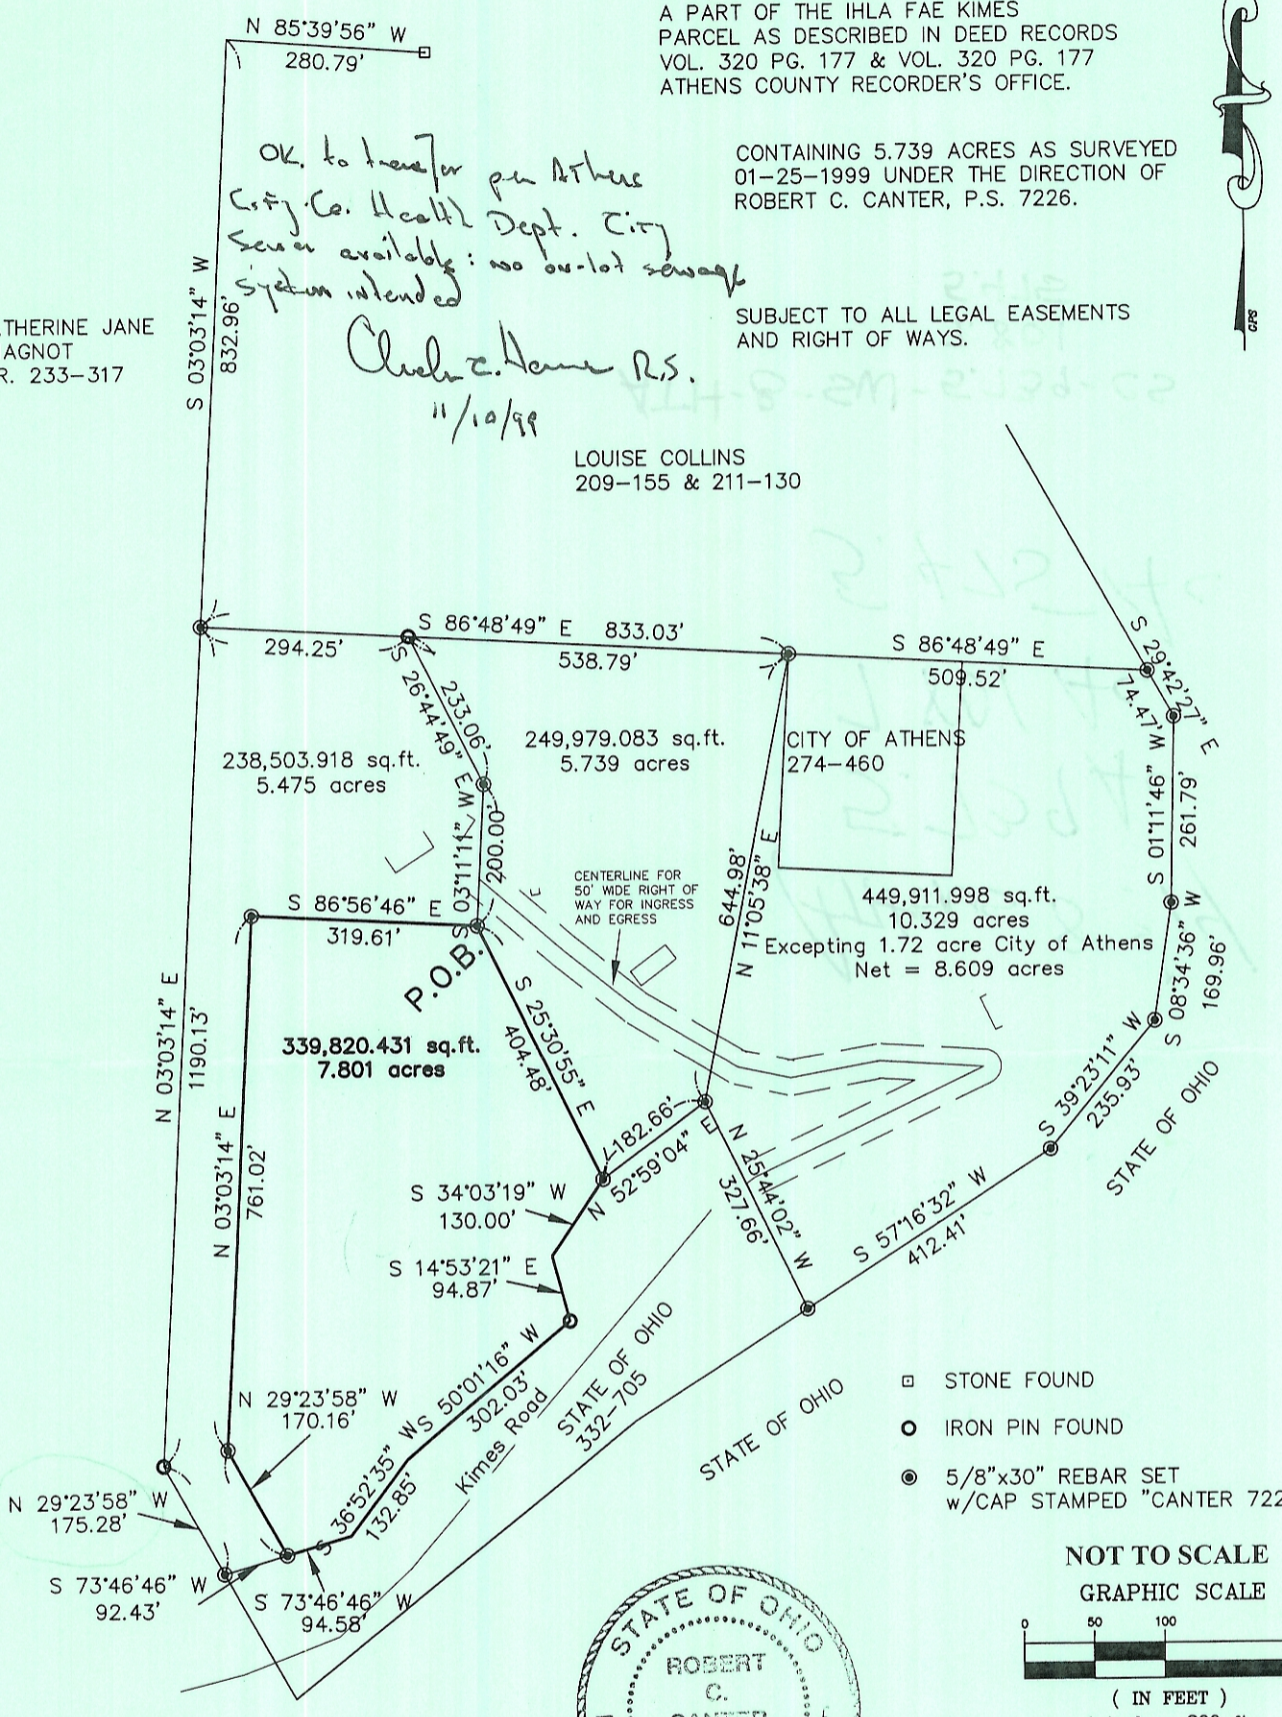 N 85°39'56" W
280.79'
A PART OF THE IHLA FAE KIMES
PARCEL AS DESCRIBED IN DEED RECORDS
VOL. 320 PG. 177 & VOL. 320 PG. 177
ATHENS COUNTY RECORDER'S OFFICE.
OK. to transfer per Athens
City-Co. Health Dept. City
Sewer available: no on-lot sewage
system intended
R.S.
11/10/99
CONTAINING 5.739 ACRES AS SURVEYED
01-25-1999 UNDER THE DIRECTION OF
ROBERT C. CANTER, P.S. 7226.
SUBJECT TO ALL LEGAL EASEMENTS
AND RIGHT OF WAYS.
GPS
S 03°03'14" W
832.96'
THERINE JANE
AGNOT
R. 233-317
LOUISE COLLINS
209-155 & 211-130
S 86°48'49" E 833.03'
294.25'
538.79'
S 86°48'49" E
509.52'
S 29°42'27" E
74.47'
S 26°44'49" E
233.06'
238,503.918 sq.ft.
5.475 acres
249,979.083 sq.ft.
5.739 acres
CITY OF ATHENS
274-460
S 01°11'46" W
261.79'
S 03°11'11" W
200.00'
CENTERLINE FOR
50' WIDE RIGHT OF
WAY FOR INGRESS
AND EGRESS
644.98'
N 11°05'38" E
449,911.998 sq.ft.
10.329 acres
Excepting 1.72 acre City of Athens
Net = 8.609 acres
S 08°34'36" W
169.96'
S 86°56'46" E
319.61'
P.O.B.
N 03°03'14" E
1190.13'
339,820.431 sq.ft.
7.801 acres
S 25°30'55" E
404.48'
S 39°23'11" W
235.93'
STATE OF OHIO
N 03°03'14" E
761.02'
182.66'
N 52°59'04" E
N 25°44'02" W
327.66'
S 34°03'19" W
130.00'
S 57°16'32" W
412.41'
S 14°53'21" E
94.87'
S 50°01'16" W
302.03'
Kimes Road
STATE OF OHIO
332-705
STATE OF OHIO
N 29°23'58" W
170.16'
S 36°52'35" W
132.85'
N 29°23'58" W
175.28'
S 73°46'46" W
92.43'
S 73°46'46" W
94.58'
STONE FOUND
IRON PIN FOUND
5/8"x30" REBAR SET
w/CAP STAMPED "CANTER 722
NOT TO SCALE
GRAPHIC SCALE
0 50 100
( IN FEET )
STATE OF OHIO
ROBERT
C.
CANTER